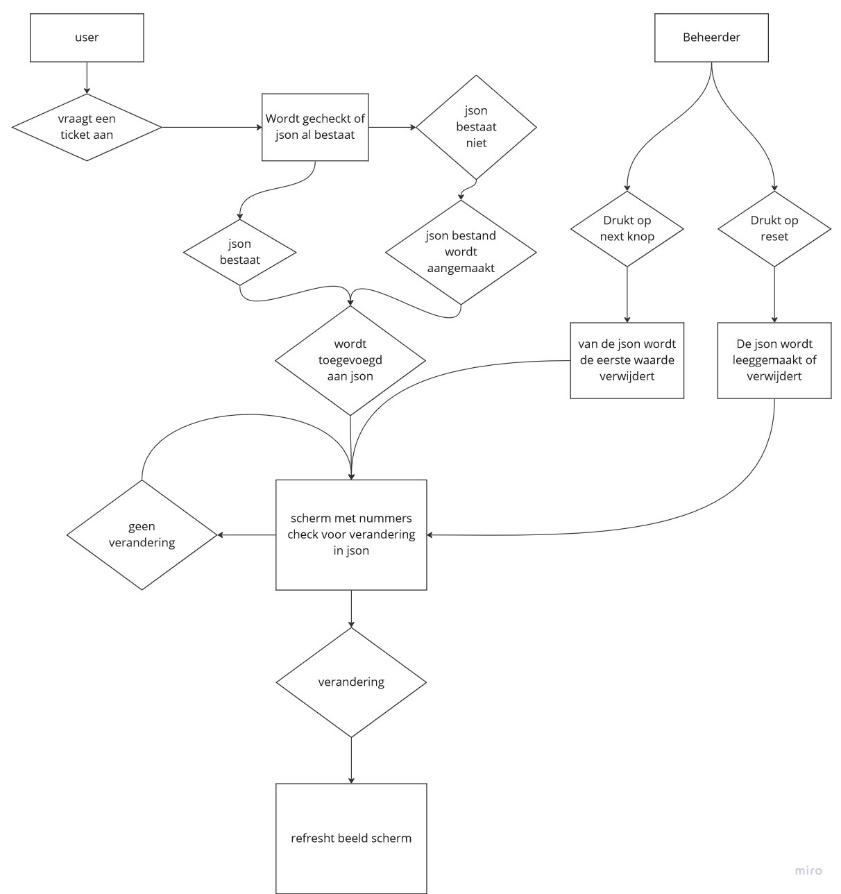 user
Beheerder
vraagt een
ticket aan
Wordt gecheckt of
json al bestaat
json
bestaat
niet
Drukt op
next knop
Drukt op
reset
json
bestaat
json bestand
wordt
aangemaakt
wordt
toegevoegd
aan json
van de json wordt
de eerste waarde
verwijdert
De json wordt
leeggemaakt of
verwijdert
geen
verandering
scherm met nummers
check voor verandering
in json
verandering
refresht beeld scherm
miro